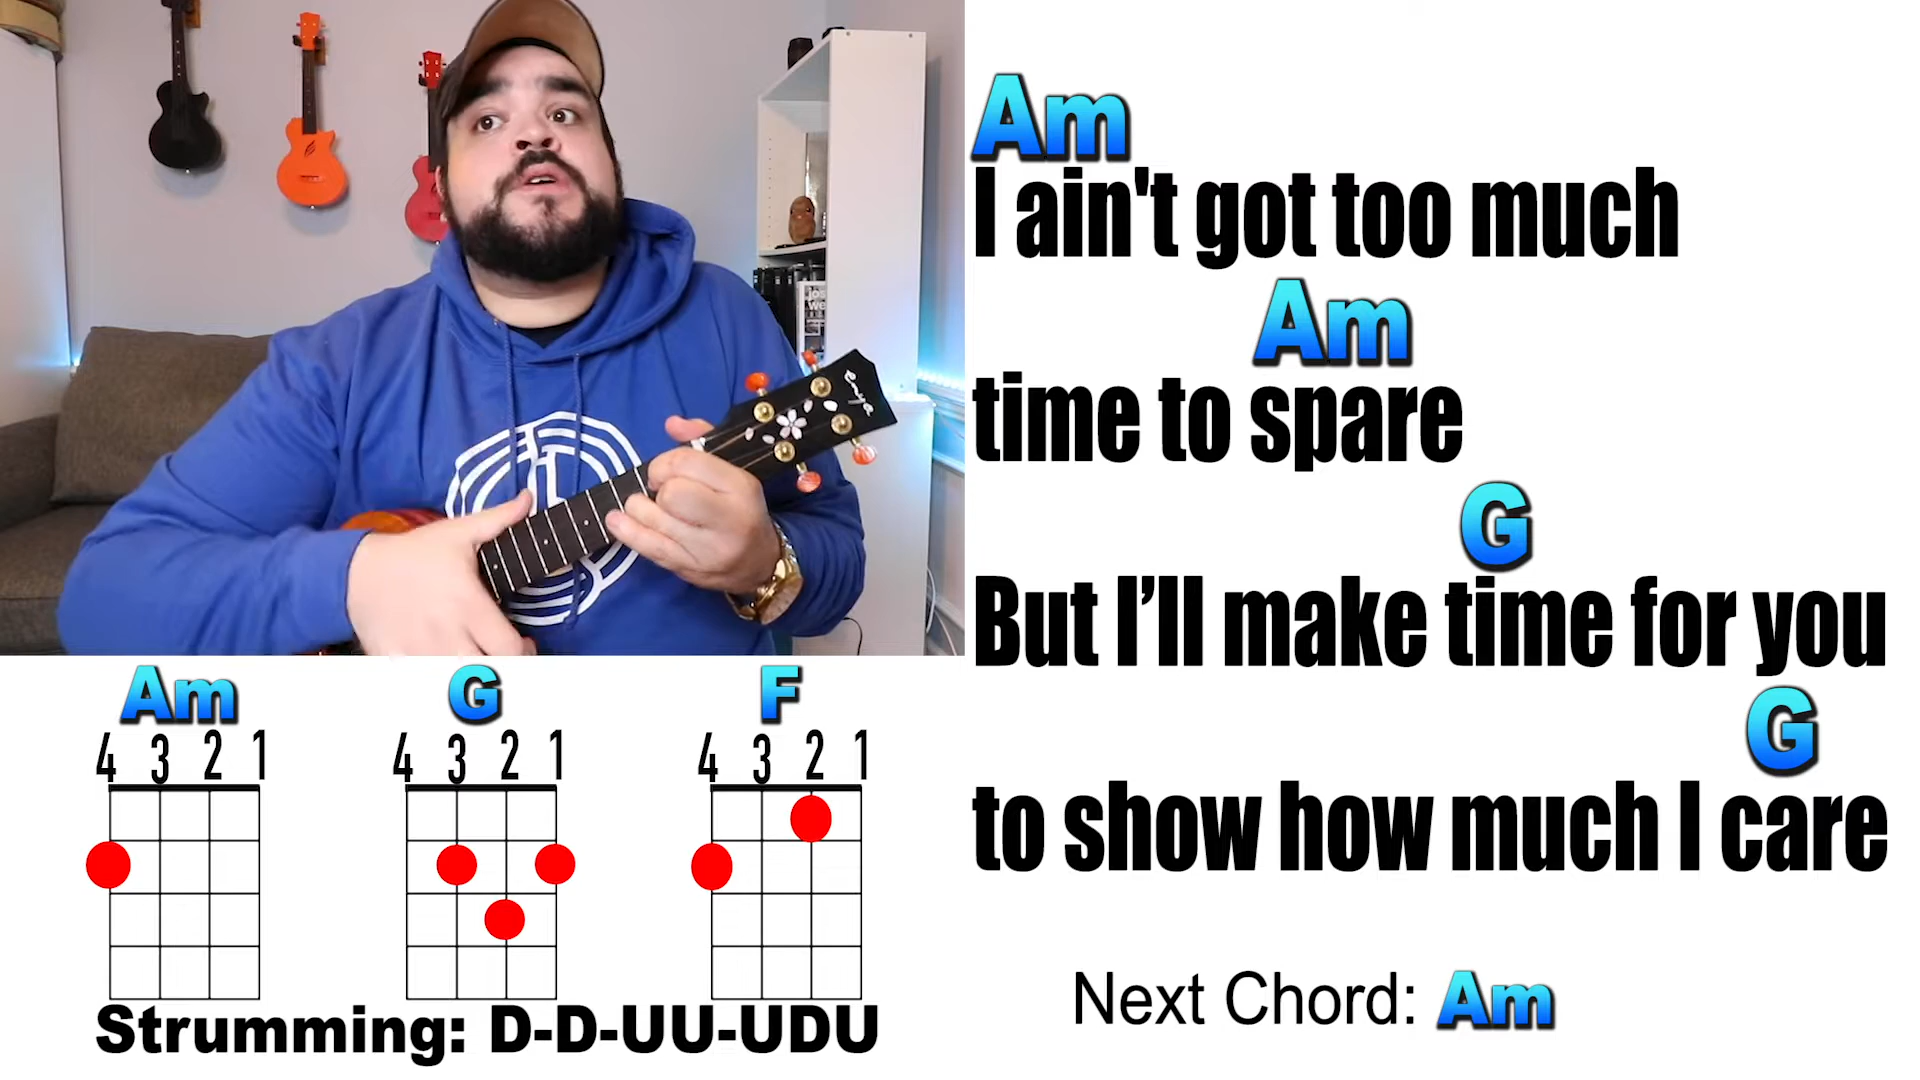 Am
I ain't got too much
Am
time to spare
G
But I’ll make time for you
G
to show how much I care
Next Chord: Am
enya
Am G F
4 3 2 1 4 3 2 1 4 3 2 1
Strumming: D-D-UU-UDU